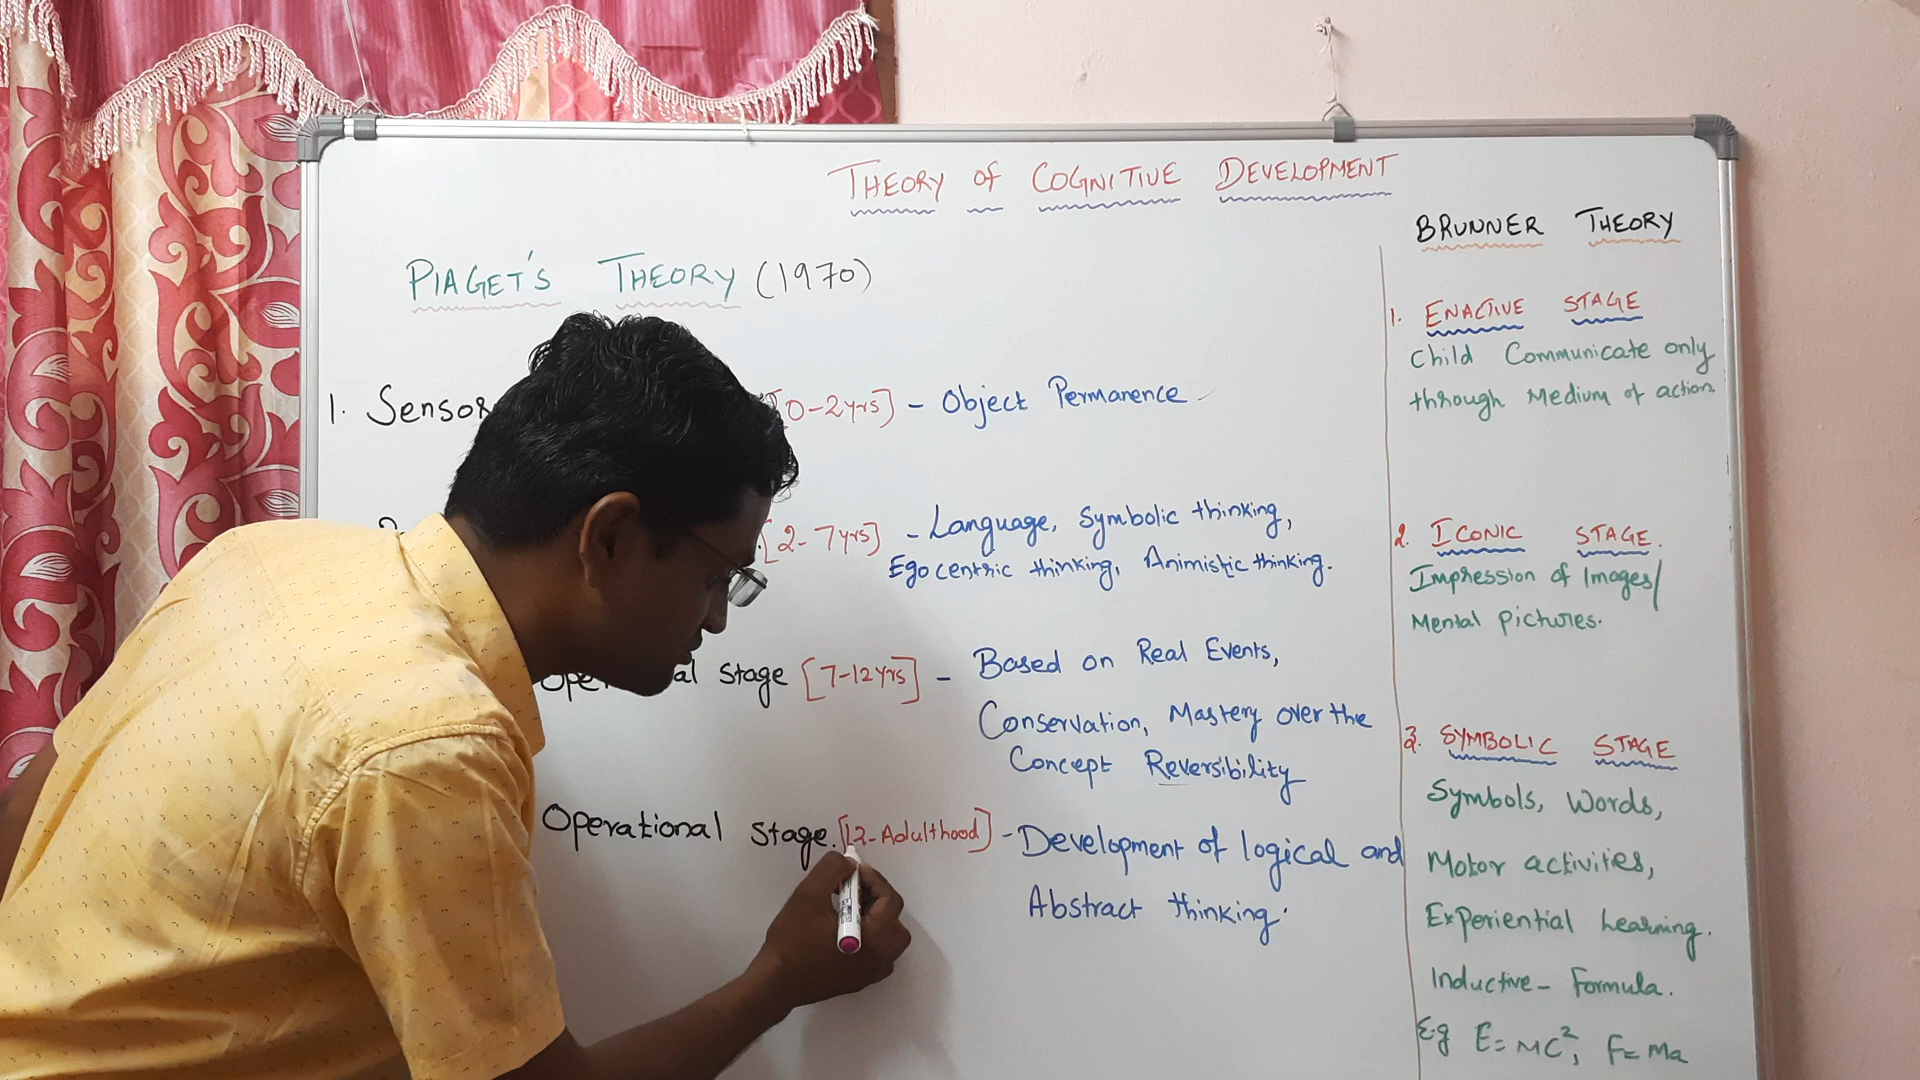 THEORY OF COGNITIVE DEVELOPMENT
PIAGET'S THEORY (1970)
1. Sensor [0-2yrs] - Object Permanence
[2-7yrs] - Language, Symbolic thinking,
Egocentric thinking, Animistic thinking.
Stage [7-12yrs] - Based on Real Events,
Conservation, Mastery over the
Concept Reversibility
Operational Stage. [12-Adulthood] - Development of logical and
Abstract thinking.
BRUNNER THEORY
1. ENACTIVE STAGE
Child Communicate only
through Medium of action.
2. ICONIC STAGE.
Impression of Images/
Mental pictures.
3. SYMBOLIC STAGE
Symbols, Words,
Motor activities,
Experiential Learning.
Inductive- Formula.
E.g E=MC², F=Ma